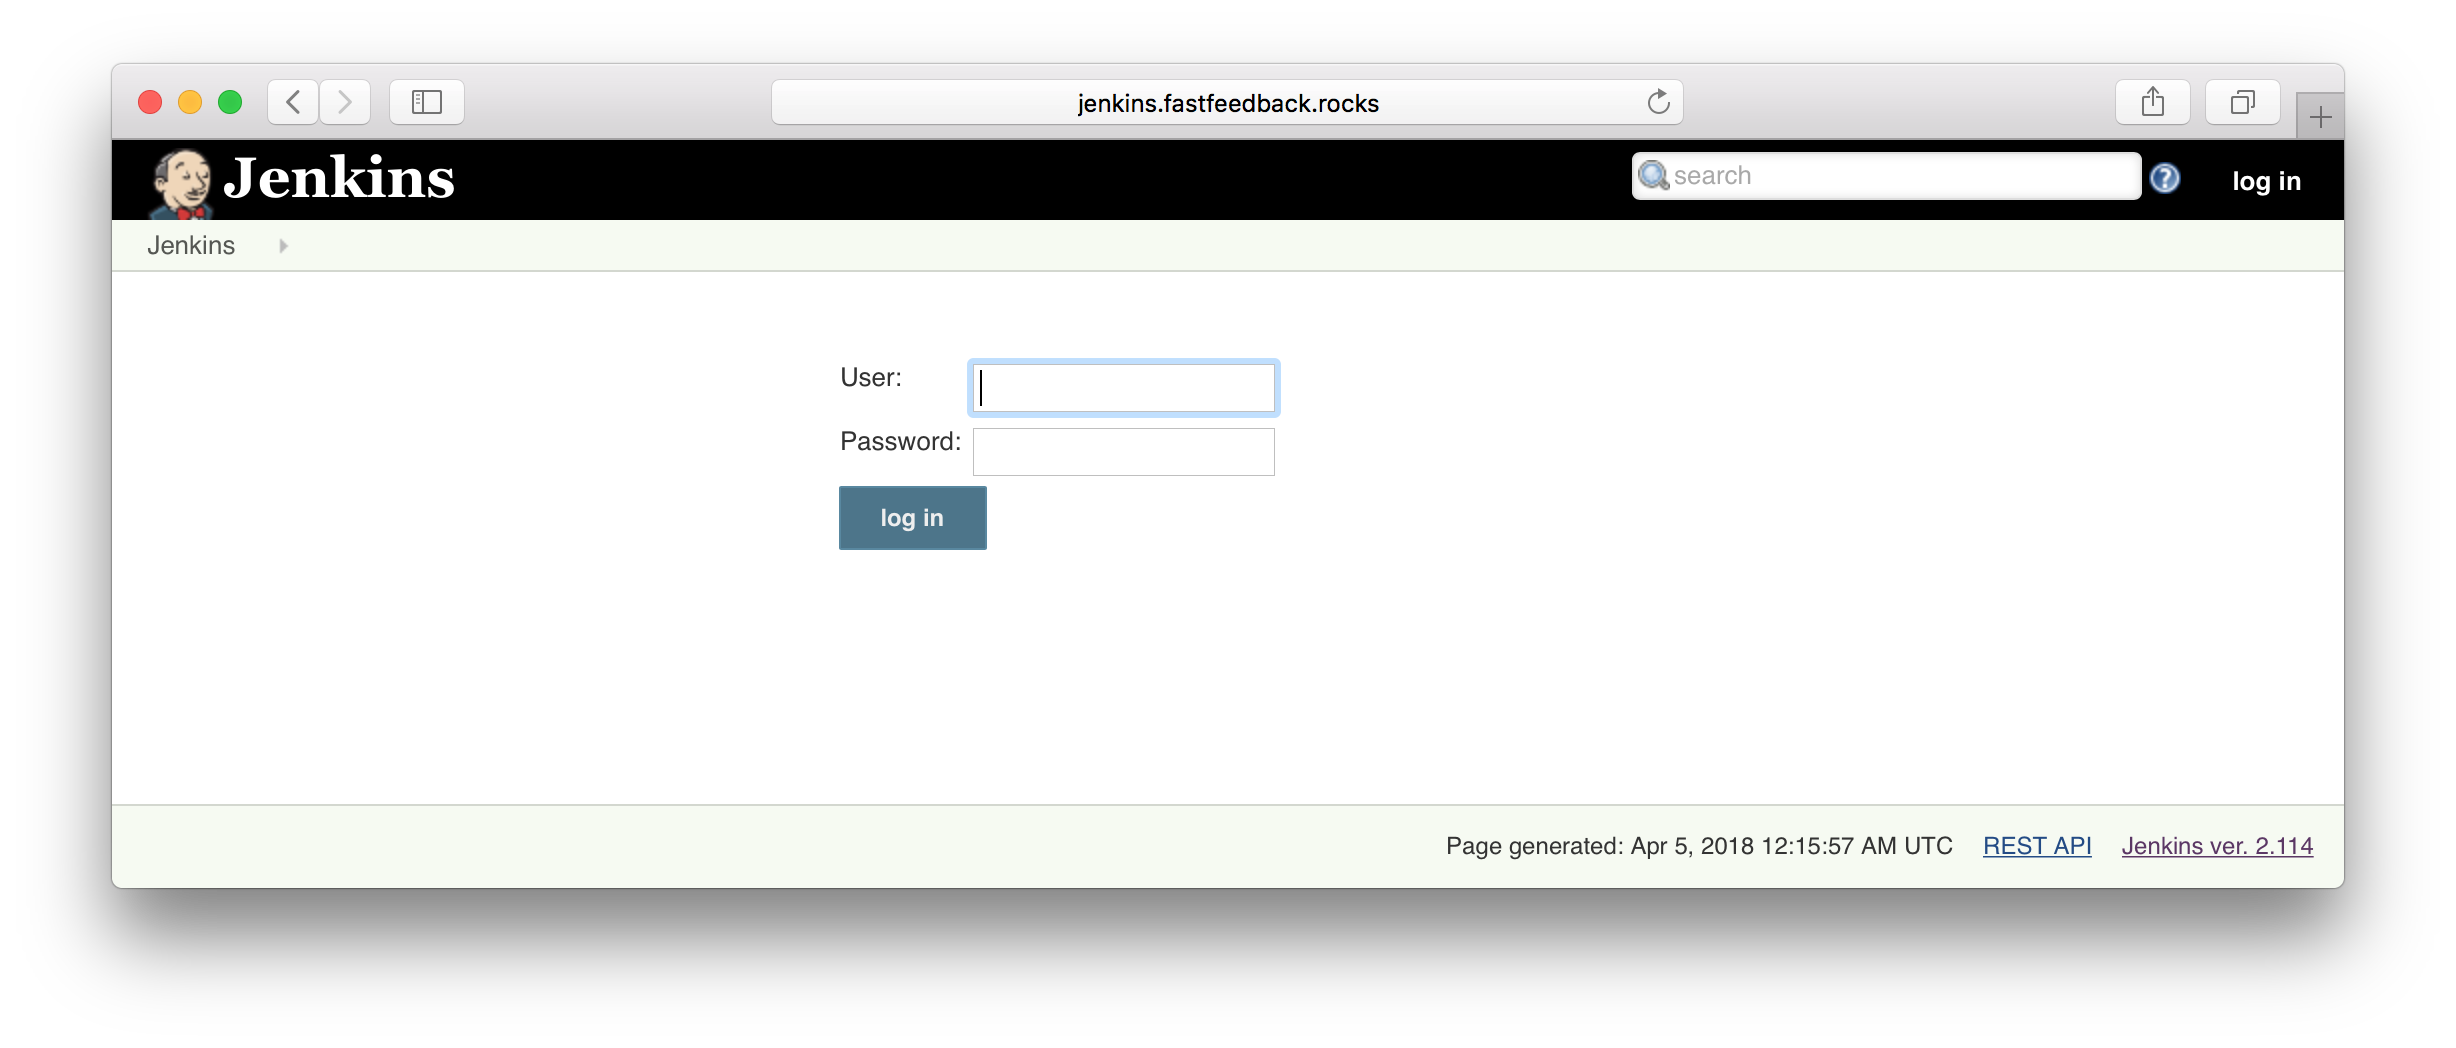 jenkins.fastfeedback.rocks
Jenkins
search
log in
Jenkins
User:
Password:
log in
Page generated: Apr 5, 2018 12:15:57 AM UTC REST API Jenkins ver. 2.114